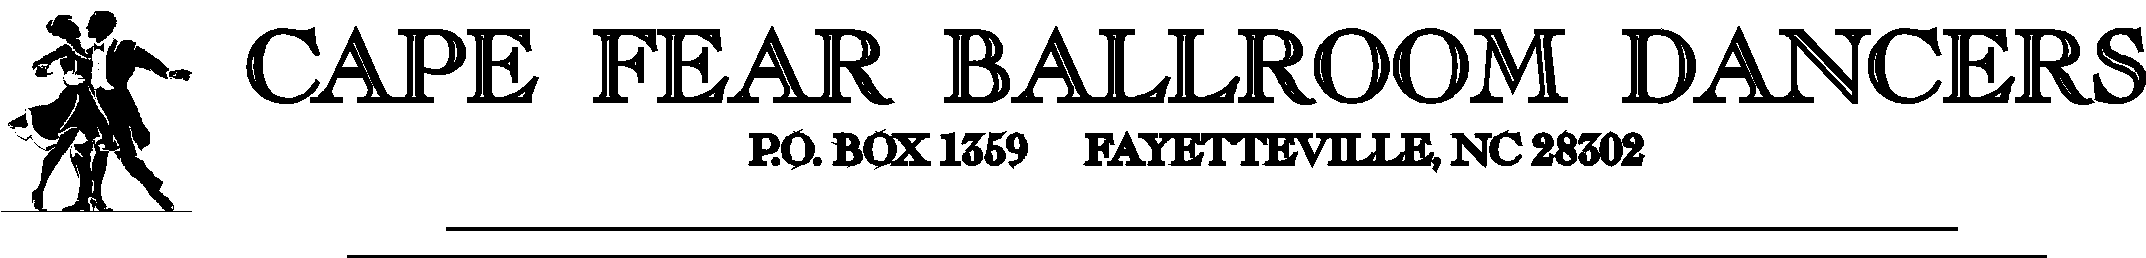 CAPE FEAR BALLROOM DANCERS
P.O. BOX 1359 FAYETTEVILLE, NC 28302